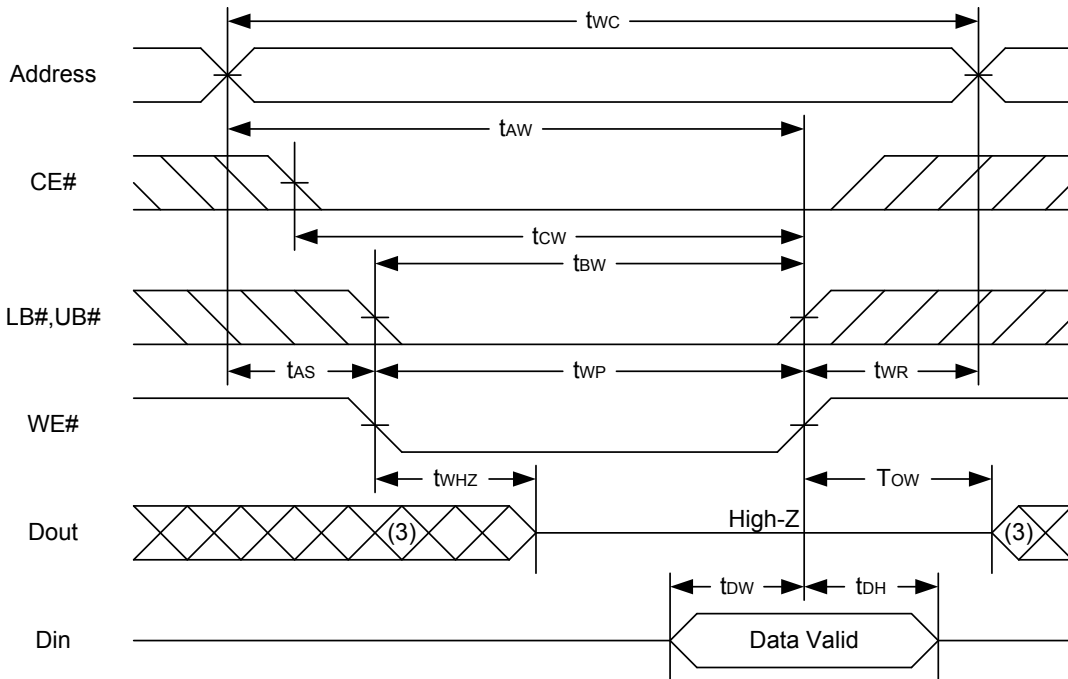 tWC
Address
tAW
CE#
tCW
tBW
LB#,UB#
tAS
tWP
tWR
WE#
tWHZ
TOW
High-Z
Dout
(3)
(3)
tDW
tDH
Din
Data Valid